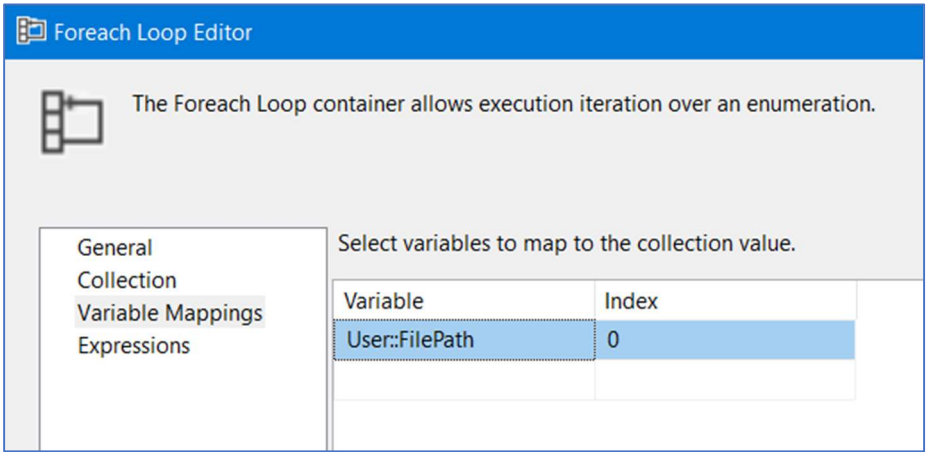 Foreach Loop Editor
The Foreach Loop container allows execution iteration over an enumeration.
General
Collection
Variable Mappings
Expressions
Select variables to map to the collection value.
Variable Index
User::FilePath 0